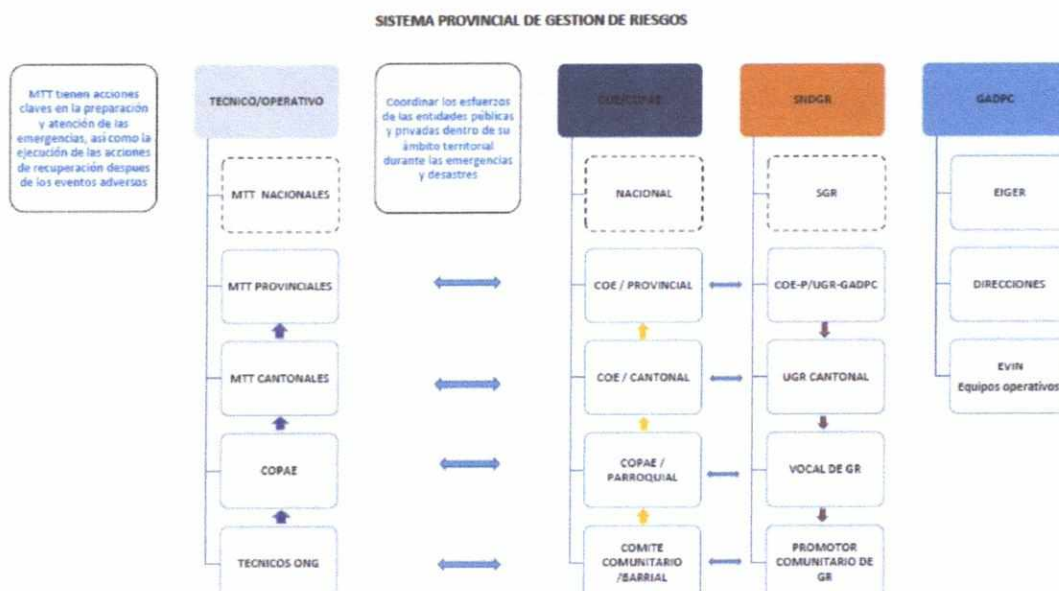 SISTEMA PROVINCIAL DE GESTION DE RIESGOS
MTT tienen acciones
claves en la preparación
y atención de las
emergencias, así como la
ejecución de las acciones
de recuperación despues
de los eventos adversos
TECNICO/OPERATIVO
MTT NACIONALES
MTT PROVINCIALES
MTT CANTONALES
COPAE
TECNICOS ONG
Coordinar los esfuerzos
de las entidades públicas
y privadas dentro de su
ámbito territorial
durante las emergencias
y desastres
COE/COPAE
NACIONAL
COE / PROVINCIAL
COE / CANTONAL
COPAE /
PARROQUIAL
COMITE
COMUNITARIO
/BARRIAL
SNDGR
SGR
COE-P/UGR-GADPC
UGR CANTONAL
VOCAL DE GR
PROMOTOR
COMUNITARIO DE
GR
GADPC
EIGER
DIRECCIONES
EVIN
Equipos operativos